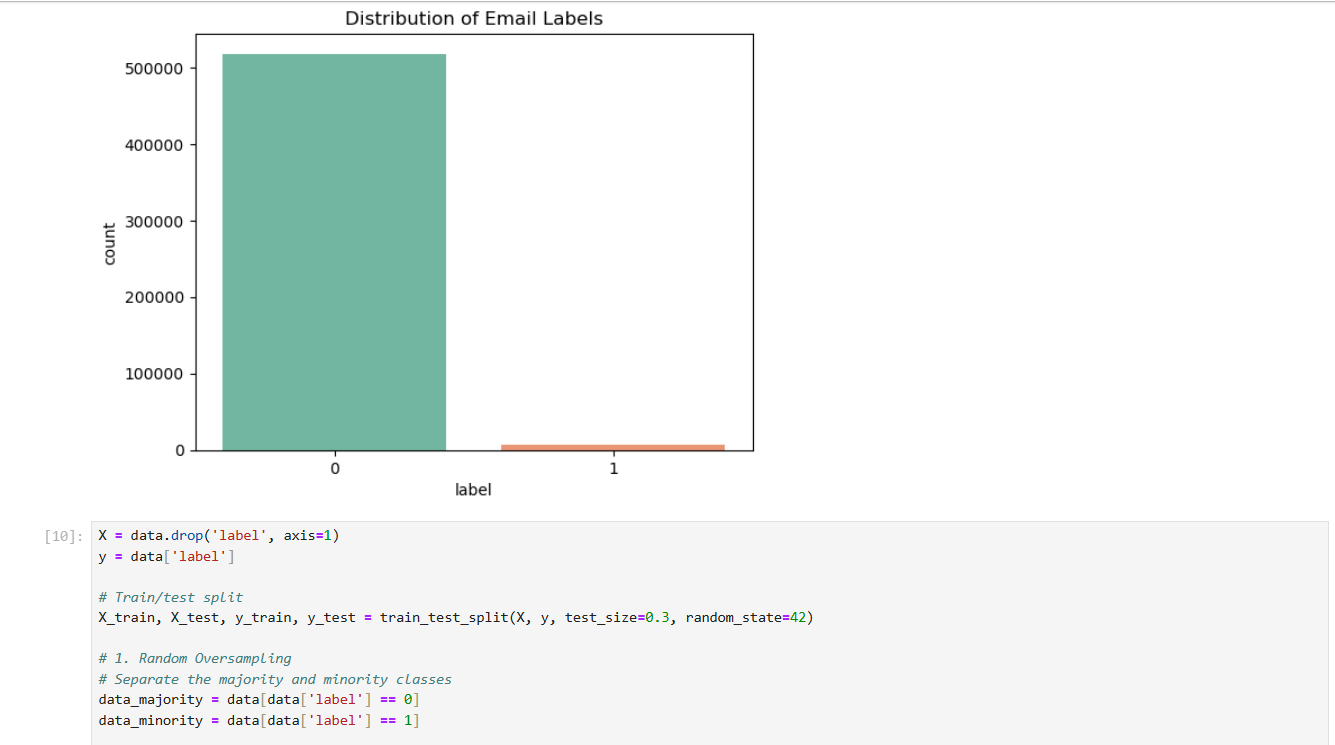 Distribution of Email Labels
500000
400000
300000
200000
100000
0
count
0 1
label
[10]: X = data.drop('label', axis=1)
y = data['label']
# Train/test split
X_train, X_test, y_train, y_test = train_test_split(X, y, test_size=0.3, random_state=42)
# 1. Random Oversampling
# Separate the majority and minority classes
data_majority = data[data['label'] == 0]
data_minority = data[data['label'] == 1]